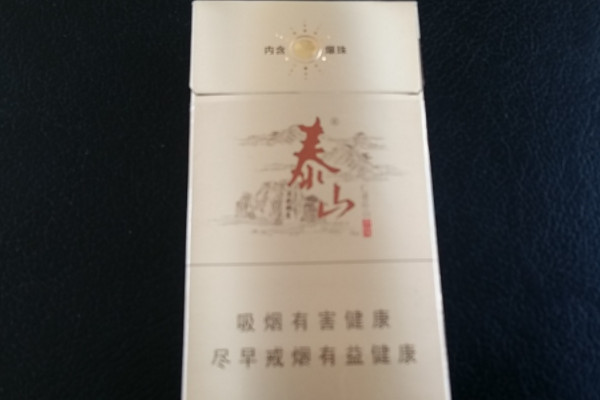 内含 爆珠
泰山
吸烟有害健康
尽早戒烟有益健康